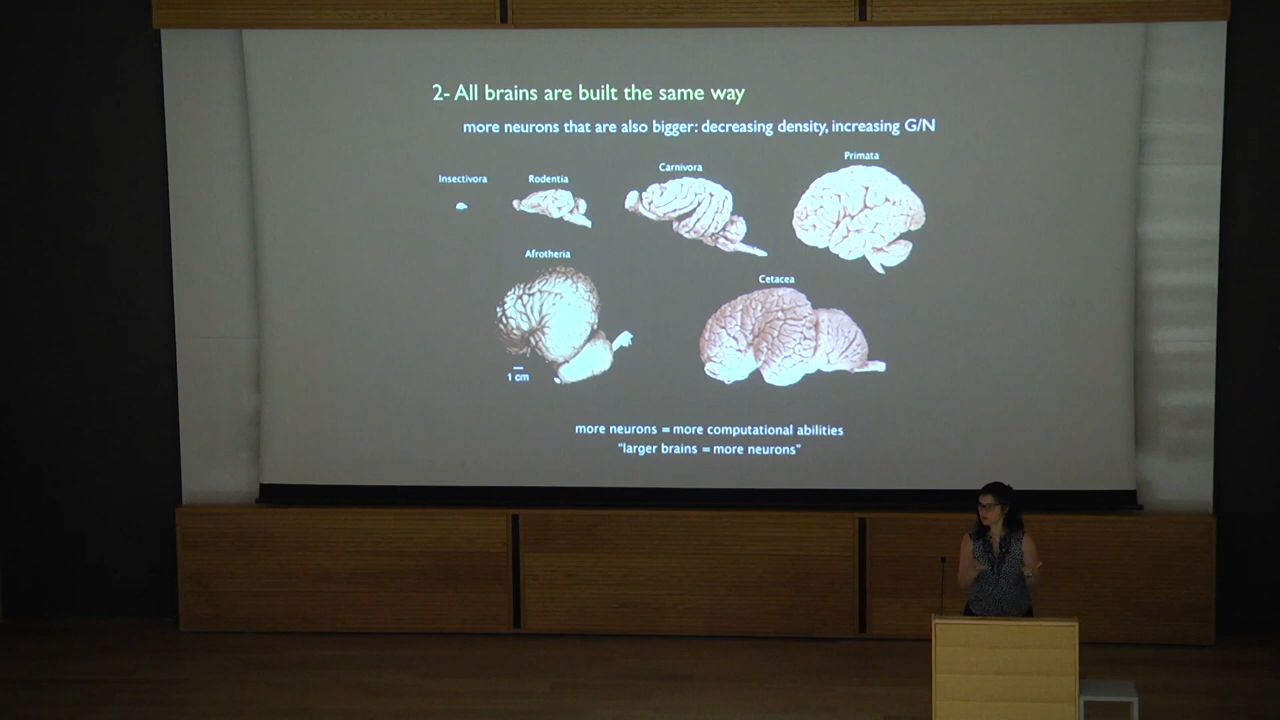 2- All brains are built the same way
more neurons that are also bigger: decreasing density, increasing G/N
Insectivora
Rodentia
Carnivora
Primata
Afrotheria
Cetacea
1 cm
more neurons = more computational abilities
"larger brains = more neurons"